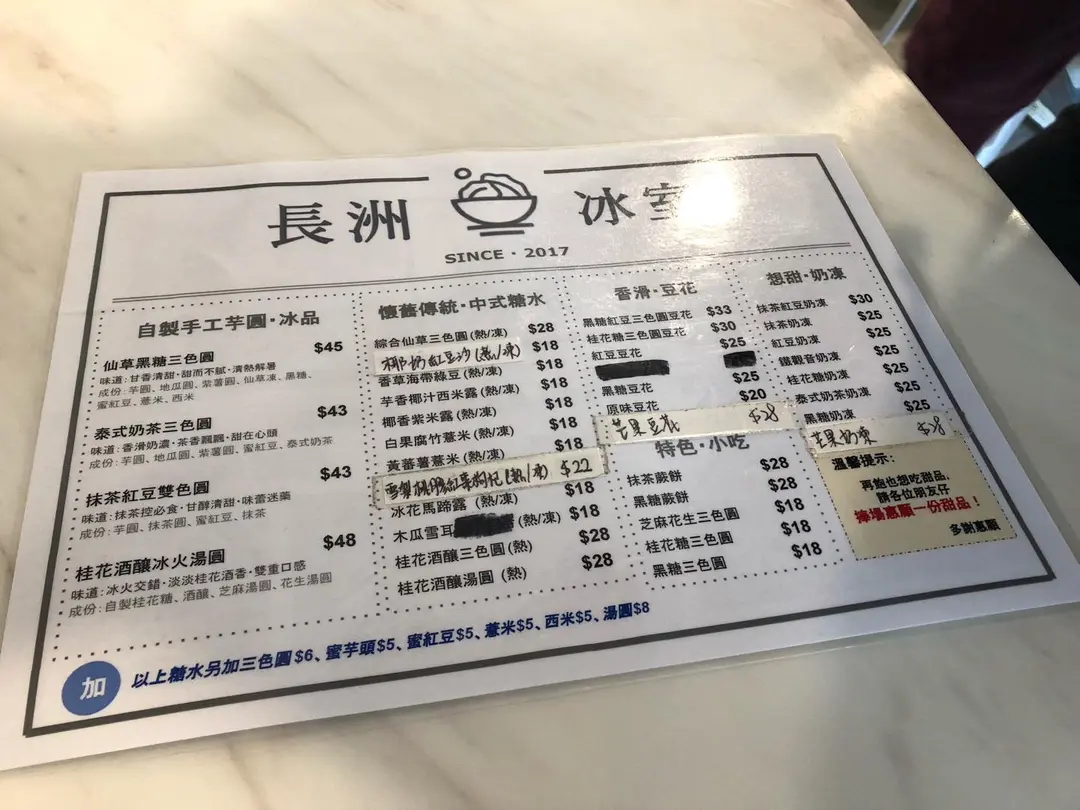 長洲 冰室
SINCE · 2017
自製手工芋圓·冰品
仙草黑糖三色圓 $45
味道:甘香清甜·甜而不膩·清熱解暑
成份:芋圓、地瓜圓、紫薯圓、仙草凍、黑糖、
蜜紅豆、薏米、西米
泰式奶茶三色圓 $43
味道:香滑奶濃·茶香飄飄·甜在心頭
成份:芋圓、地瓜圓、紫薯圓、蜜紅豆、泰式奶茶
抹茶紅豆雙色圓 $43
味道:抹茶控必食·甘醇清甜·味蕾迷藥
成份:芋圓、抹茶圓、蜜紅豆、抹茶
桂花酒釀冰火湯圓 $48
味道:冰火交錯·淡淡桂花酒香·雙重口感
成份:自製桂花糖、酒釀、芝麻湯圓、花生湯圓
懷舊傳統·中式糖水
綜合仙草三色圓(熱/凍) $28
椰奶紅豆沙(热/凍) $18
香草海帶綠豆(熱/凍) $18
芋香椰汁西米露(熱/凍) $18
椰香紫米露(熱/凍) $18
白果腐竹薏米(熱/凍) $18
黃蕃薯薏米(熱/凍) $18
紅棗杞(热/凍) $22
冰花馬蹄露(熱/凍) $18
木瓜雪耳(熱/凍) $18
桂花酒釀三色圓(熱) $28
桂花酒釀湯圓(熱) $28
香滑·豆花
黑糖紅豆三色圓豆花 $33
桂花糖三色圓豆花 $30
紅豆豆花 $25
黑糖豆花 $25
原味豆花 $20
芒果豆花 $28
特色·小吃
抹茶蕨餅 $28
黑糖蕨餅 $28
芝麻花生三色圓 $18
桂花糖三色圓 $18
黑糖三色圓 $18
想甜·奶凍
抹茶紅豆奶凍 $30
抹茶奶凍 $25
紅豆奶凍 $25
鐵觀音奶凍 $25
桂花糖奶凍 $25
泰式奶茶奶凍 $25
黑糖奶凍 $25
芒果奶凍 $28
溫馨提示:
再飽也想吃甜品,
請各位朋友仔
捧場惠顧一份甜品!
多謝惠顧
加 以上糖水另加三色圓$6、蜜芋頭$5、蜜紅豆$5、薏米$5、西米$5、湯圓$8